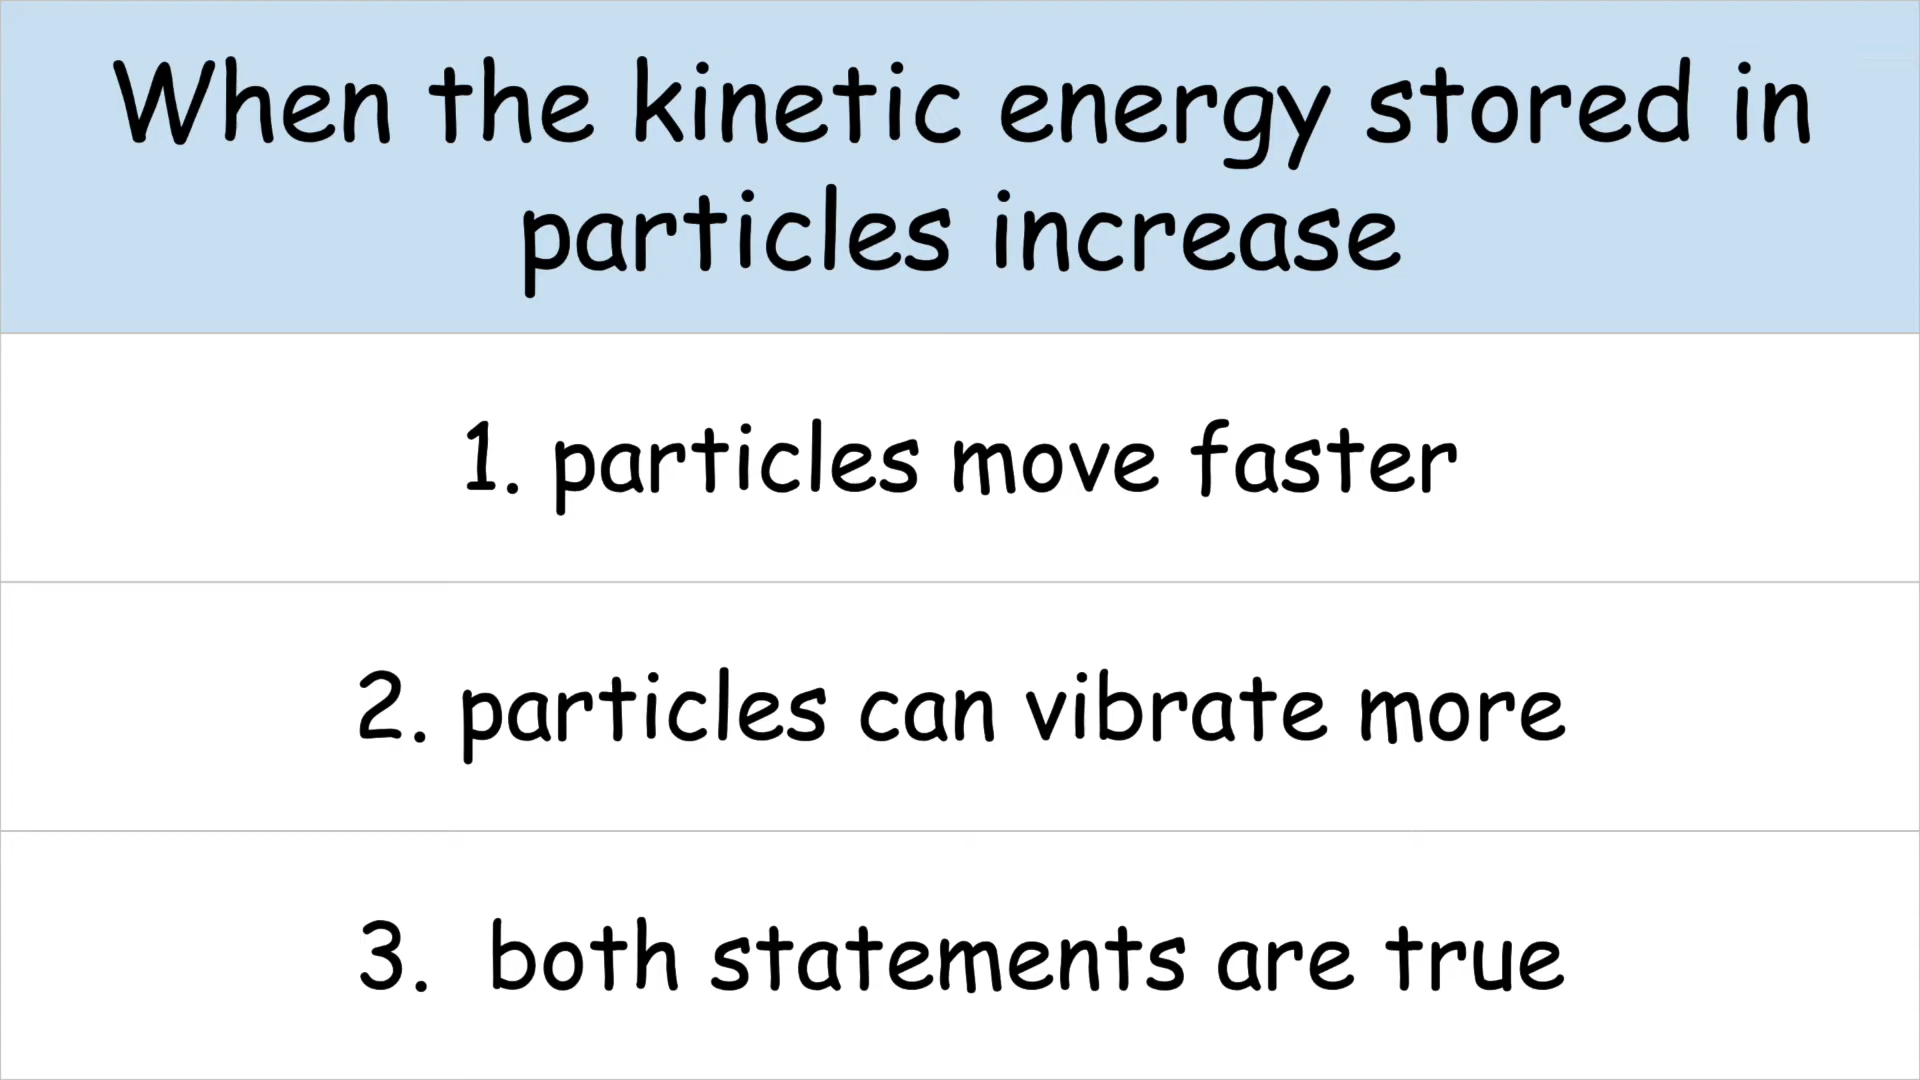 When the kinetic energy stored in
particles increase
1. particles move faster
2. particles can vibrate more
3. both statements are true